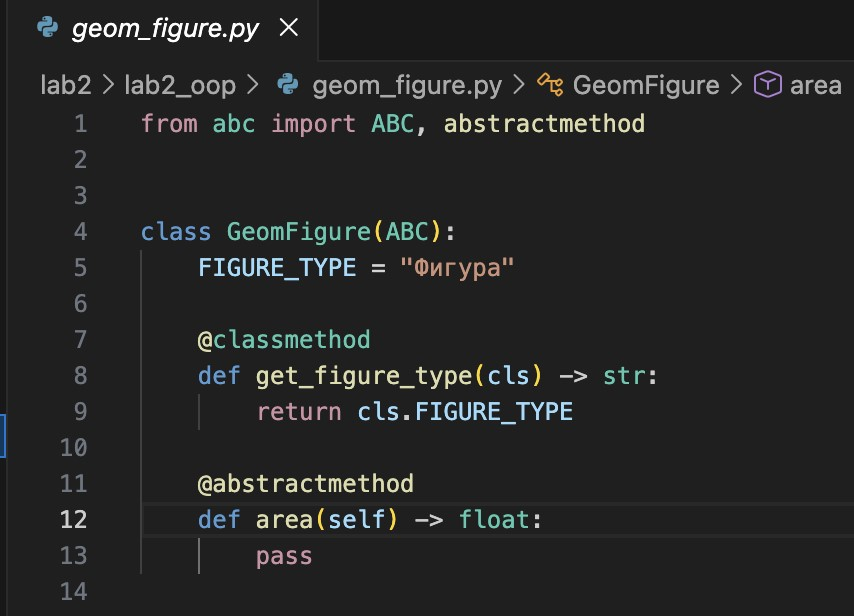 geom_figure.py
lab2 > lab2_oop > geom_figure.py > GeomFigure > area
1 from abc import ABC, abstractmethod
2
3
4 class GeomFigure(ABC):
5     FIGURE_TYPE = "Фигура"
6
7     @classmethod
8     def get_figure_type(cls) -> str:
9         return cls.FIGURE_TYPE
10
11     @abstractmethod
12     def area(self) -> float:
13         pass
14